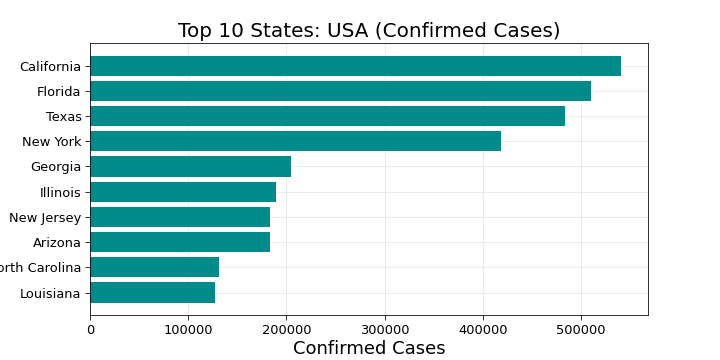 Top 10 States: USA (Confirmed Cases)
California
Florida
Texas
New York
Georgia
Illinois
New Jersey
Arizona
orth Carolina
Louisiana
0 100000 200000 300000 400000 500000
Confirmed Cases